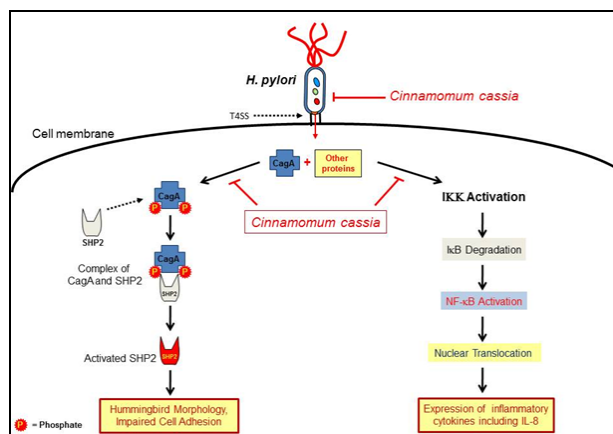 H. pylori
Cinnamomum cassia
T4SS
Cell membrane
CagA
+
Other
proteins
CagA
P
P
SHP2
Cinnamomum cassia
IKK Activation
IκB Degradation
CagA
P
P
SHP2
Complex of
CagA and SHP2
NF-κB Activation
Activated SHP2
SHP2
Nuclear Translocation
Hummingbird Morphology,
Impaired Cell Adhesion
Expression of inflammatory
cytokines including IL-8
P = Phosphate